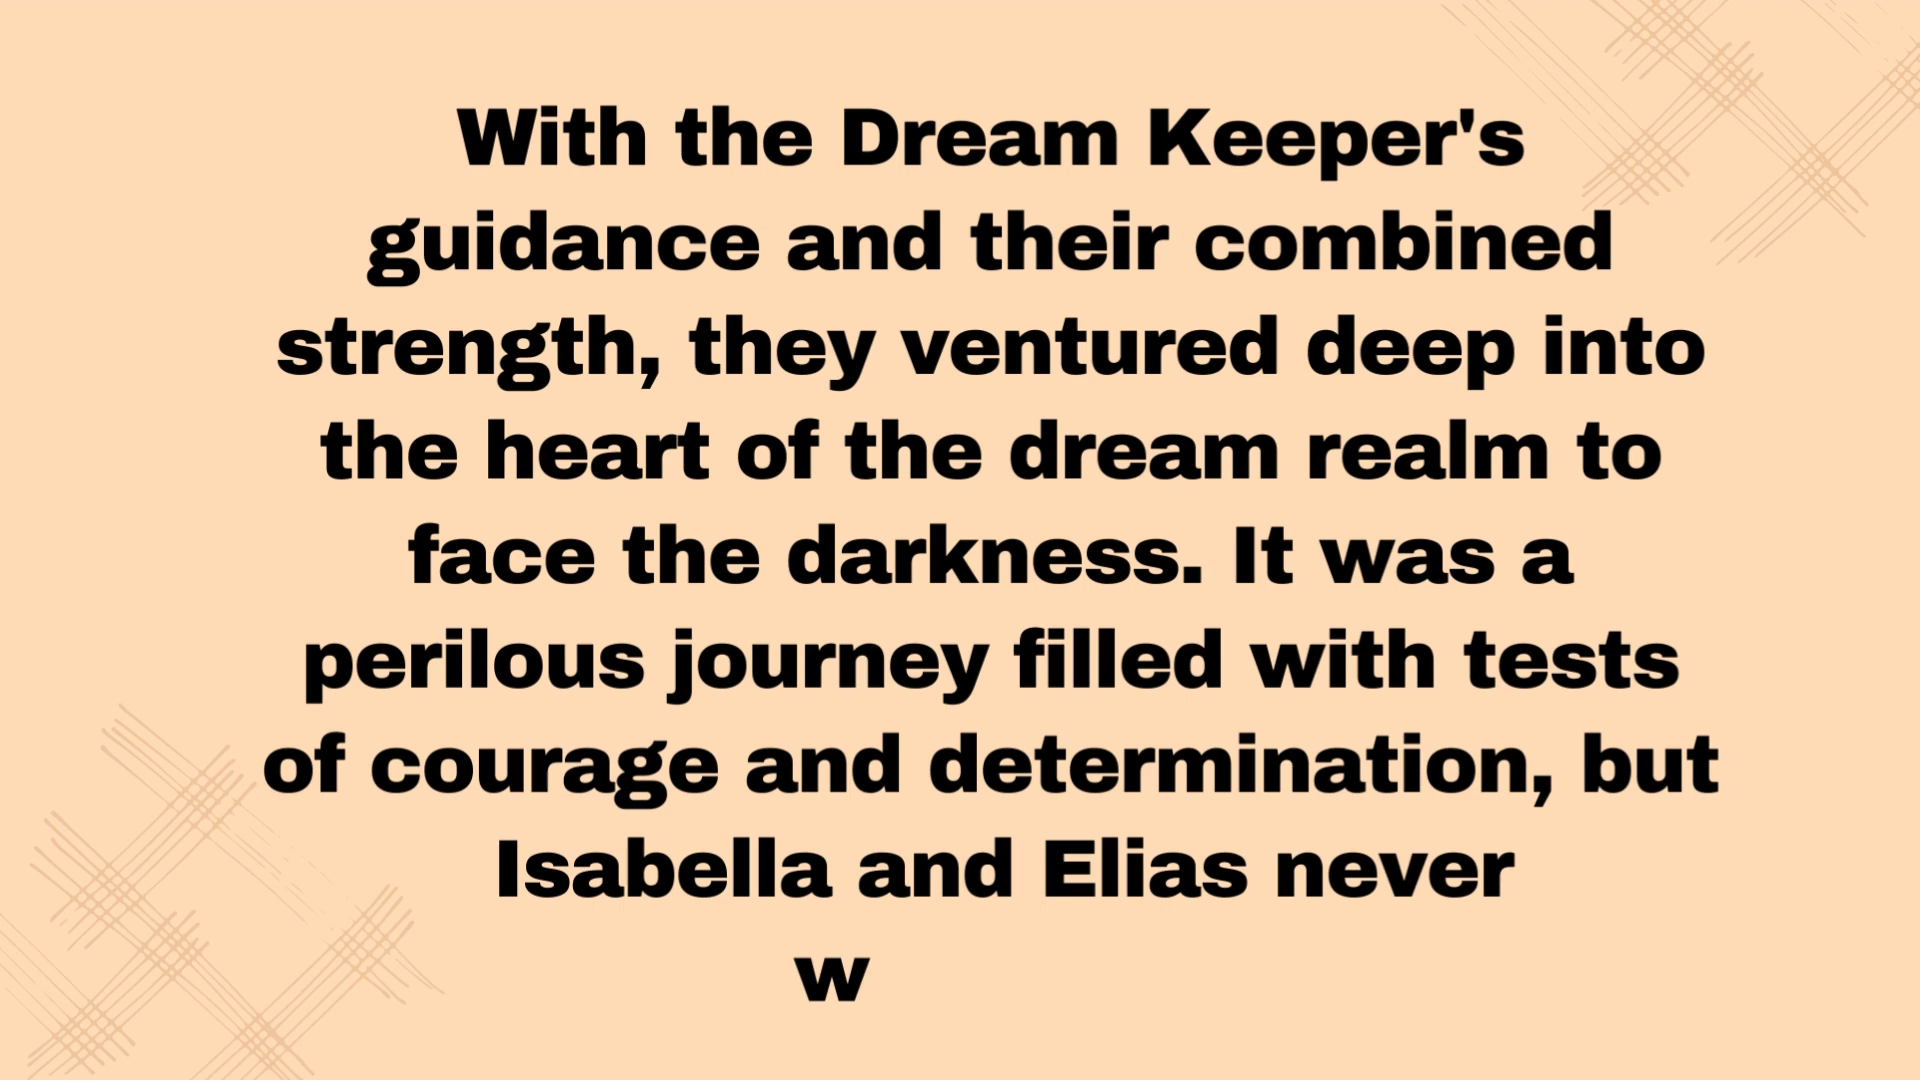 With the Dream Keeper's
guidance and their combined
strength, they ventured deep into
the heart of the dream realm to
face the darkness. It was a
perilous journey filled with tests
of courage and determination, but
Isabella and Elias never
w